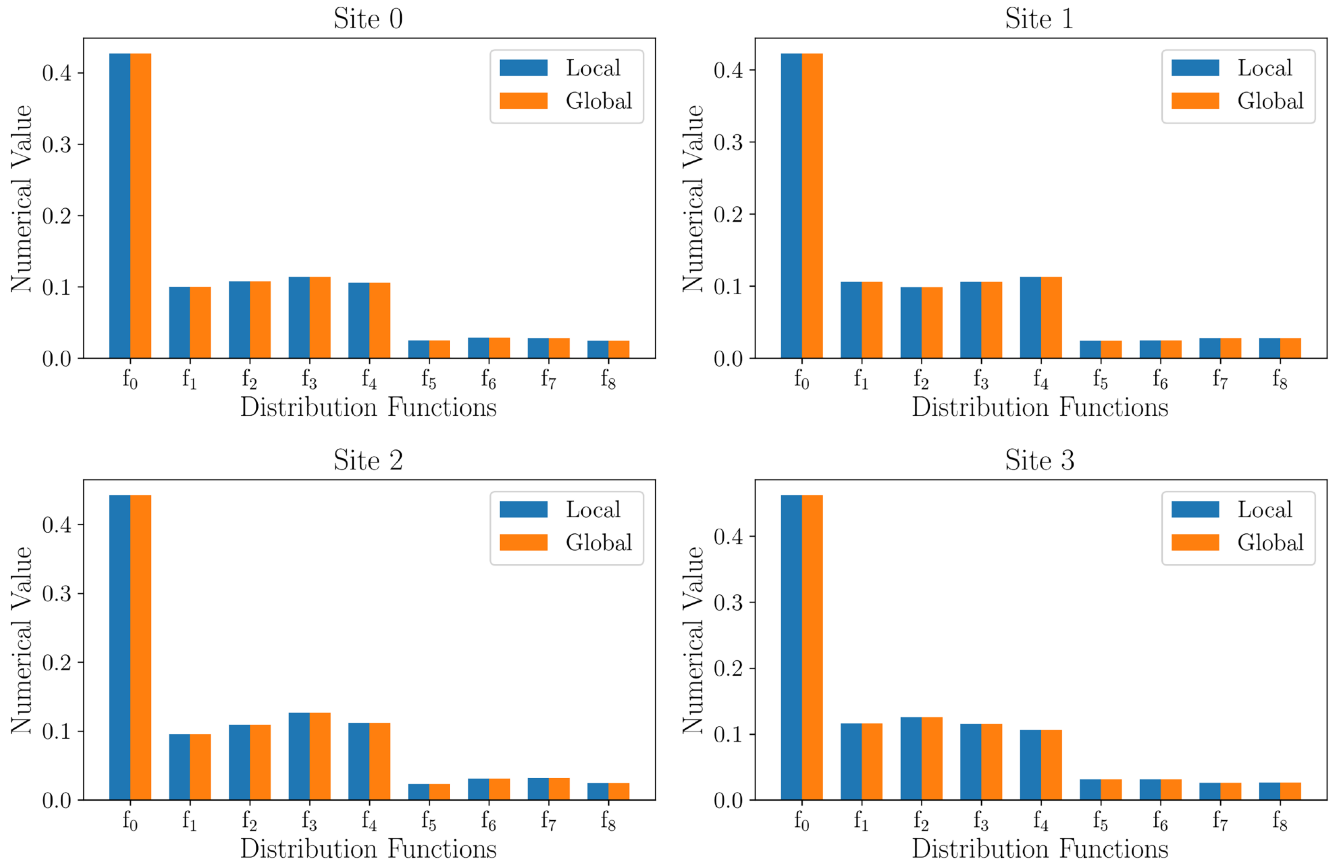 Site 0
Numerical Value
0.4
0.3
0.2
0.1
0.0
Local
Global
f₀ f₁ f₂ f₃ f₄ f₅ f₆ f₇ f₈
Distribution Functions
Site 1
Numerical Value
0.4
0.3
0.2
0.1
0.0
Local
Global
f₀ f₁ f₂ f₃ f₄ f₅ f₆ f₇ f₈
Distribution Functions
Site 2
Numerical Value
0.4
0.3
0.2
0.1
0.0
Local
Global
f₀ f₁ f₂ f₃ f₄ f₅ f₆ f₇ f₈
Distribution Functions
Site 3
Numerical Value
0.4
0.3
0.2
0.1
0.0
Local
Global
f₀ f₁ f₂ f₃ f₄ f₅ f₆ f₇ f₈
Distribution Functions